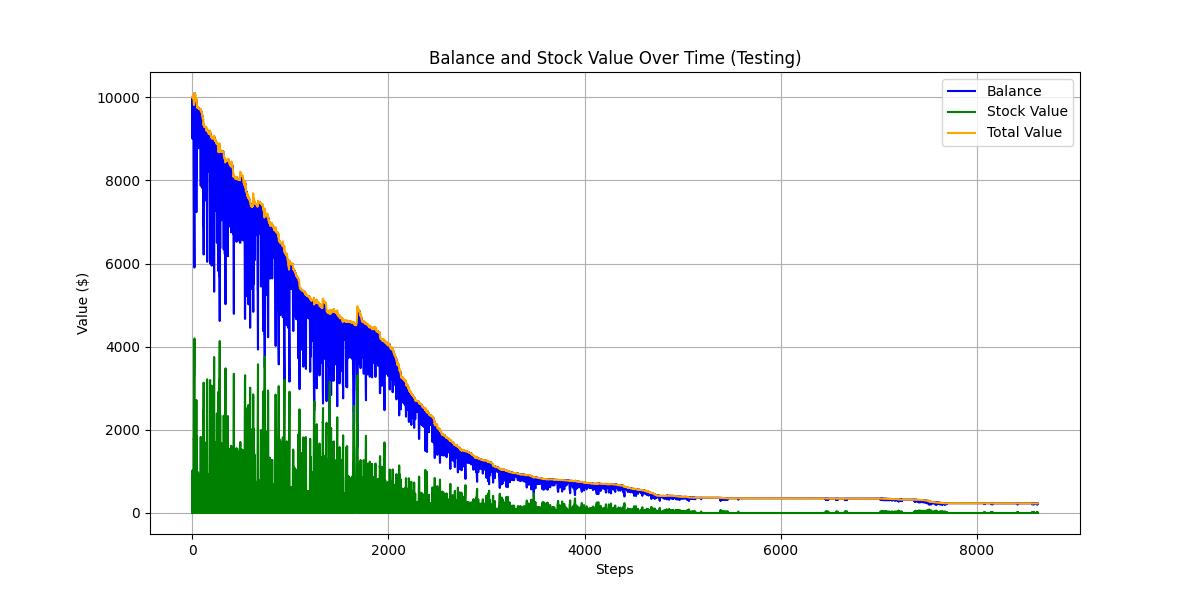 Balance and Stock Value Over Time (Testing)
Balance
Stock Value
Total Value
Value ($)
10000
8000
6000
4000
2000
0
0 2000 4000 6000 8000
Steps